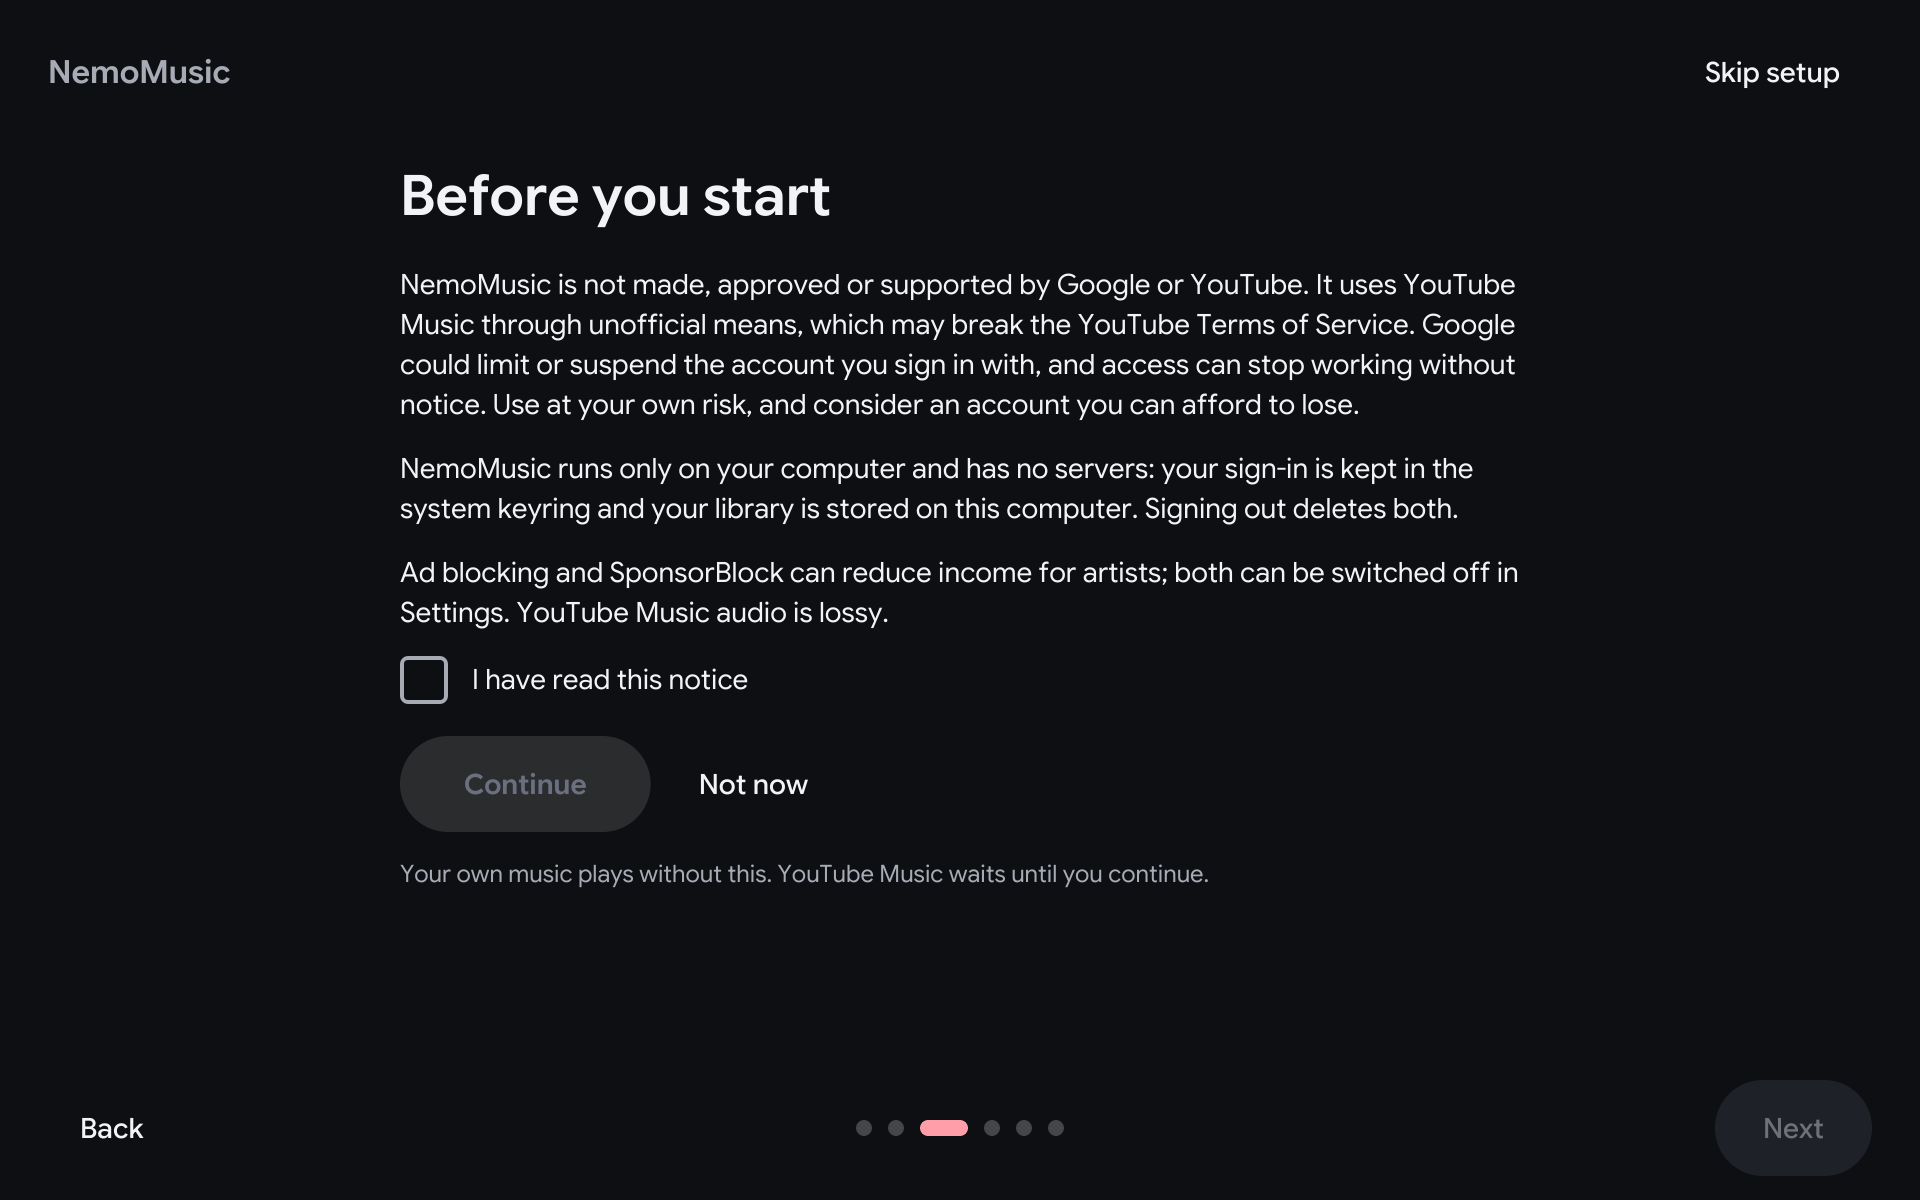 NemoMusic
Skip setup
Before you start
NemoMusic is not made, approved or supported by Google or YouTube. It uses YouTube
Music through unofficial means, which may break the YouTube Terms of Service. Google
could limit or suspend the account you sign in with, and access can stop working without
notice. Use at your own risk, and consider an account you can afford to lose.
NemoMusic runs only on your computer and has no servers: your sign-in is kept in the
system keyring and your library is stored on this computer. Signing out deletes both.
Ad blocking and SponsorBlock can reduce income for artists; both can be switched off in
Settings. YouTube Music audio is lossy.
I have read this notice
Continue
Not now
Your own music plays without this. YouTube Music waits until you continue.
Back
Next